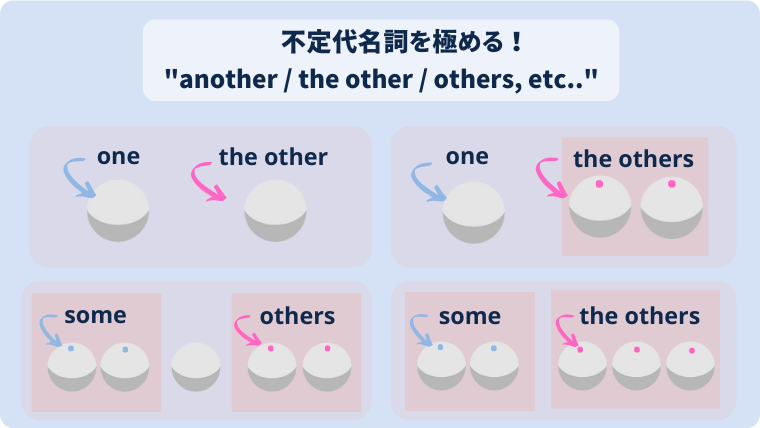 不定代名詞を極める！
"another / the other / others, etc.."
one
the other
one
the others
some
others
some
the others